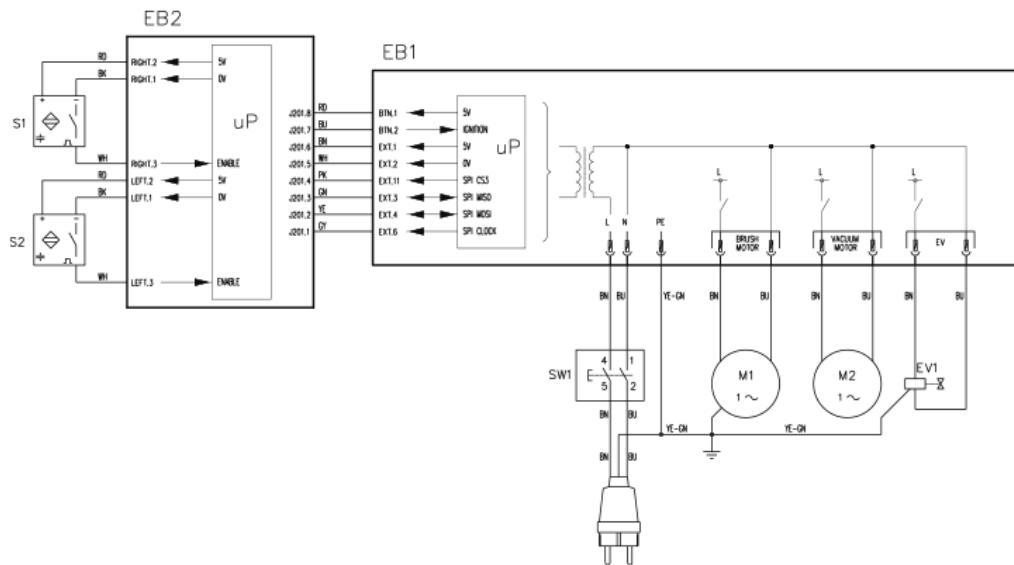 EB2
EB1
RD
RIGHT.2
5V
BK
RIGHT.1
0V
uP
S1
WH
RIGHT.3
ENABLE
RD
LEFT.2
5V
BK
LEFT.1
0V
S2
WH
LEFT.3
ENABLE
J201.8
RD
BTN.1
5V
J201.7
BU
BTN.2
IGNITION
J201.6
BN
EXT.1
5V
uP
J201.5
WH
EXT.2
0V
J201.4
PK
EXT.11
SPI CS3
J201.3
GN
EXT.3
SPI MISO
J201.2
YE
EXT.4
SPI MOSI
J201.1
GY
EXT.6
SPI CLOCK
L
L
L
L
N
PE
BRUSH
MOTOR
VACUUM
MOTOR
EV
BN
BU
YE-GN
BN
BU
BN
BU
BN
BU
SW1
4
1
5
2
M1
1
M2
1
EV1
BN
BU
YE-GN
YE-GN
BN
BU